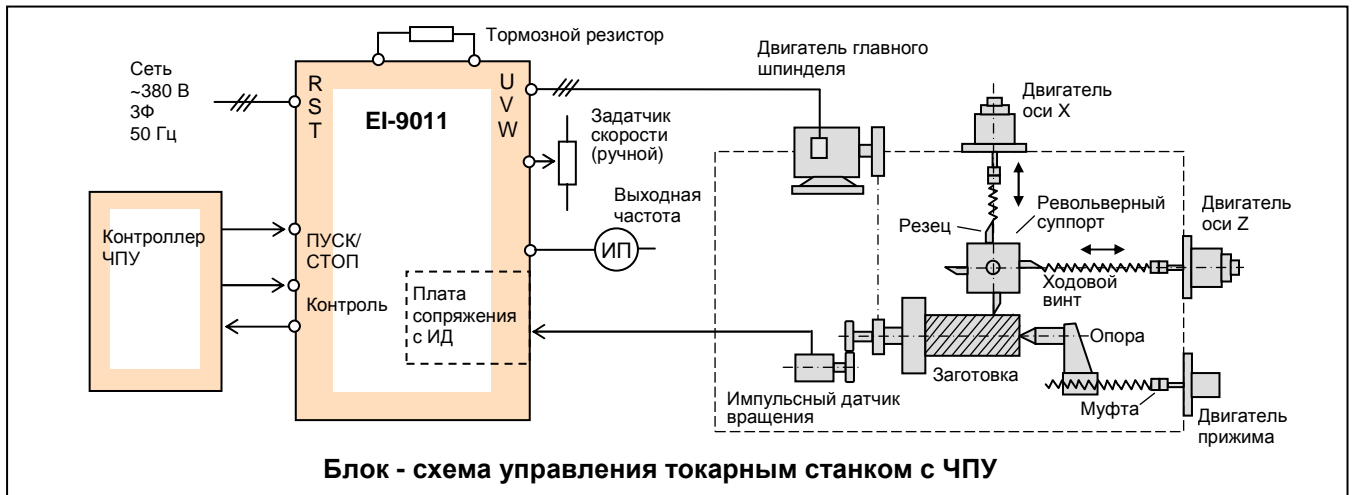 Тормозной резистор
Сеть
~380 В
3Ф
50 Гц
R
S
T
EI-9011
U
V
W
Задатчик
скорости
(ручной)
Выходная
частота
ИП
Контроллер
ЧПУ
ПУСК/
СТОП
Контроль
Плата
сопряжения
с ИД
Двигатель главного
шпинделя
Двигатель
оси X
Резец
Револьверный
суппорт
Двигатель
оси Z
Ходовой
винт
Опора
Заготовка
Импульсный датчик
вращения
Муфта
Двигатель
прижима
Блок - схема управления токарным станком с ЧПУ